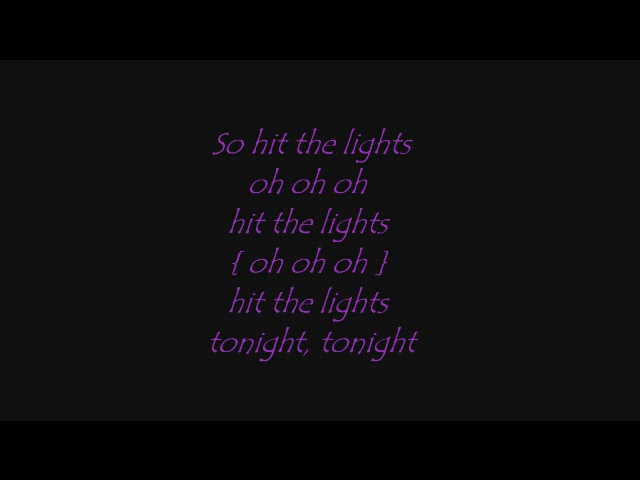 So hit the lights
oh oh oh
hit the lights
{ oh oh oh }
hit the lights
tonight, tonight